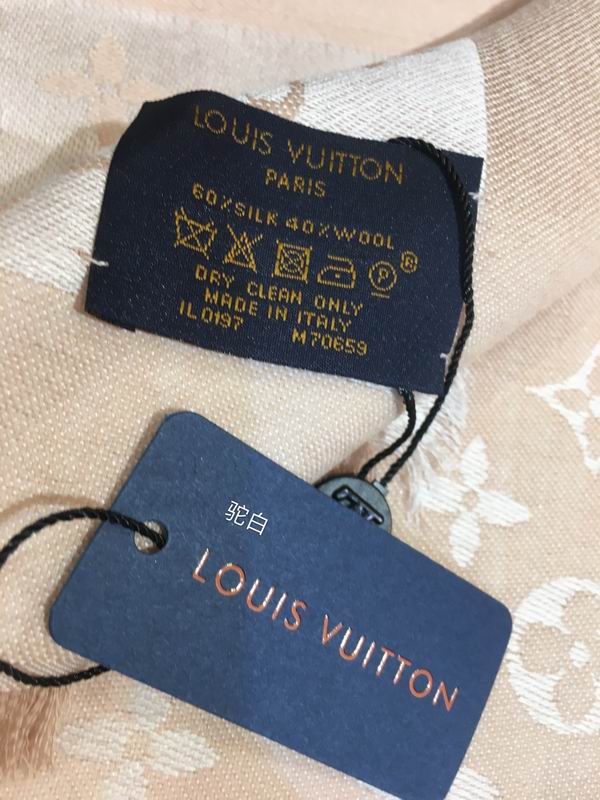 LOUIS VUITTON
PARIS
60%SILK 40%WOOL
P ®
DRY CLEAN ONLY
MADE IN ITALY
IL0197 M70659
驼白
LOUIS VUITTON